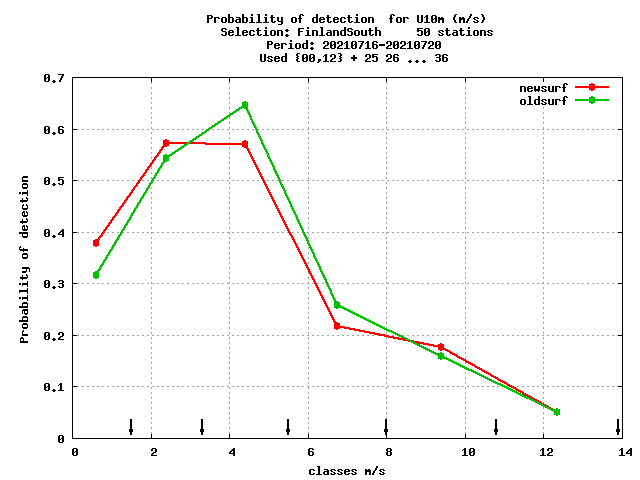 Probability of detection  for U10m (m/s)
Selection: FinlandSouth     50 stations
Period: 20210716-20210720
Used {00,12} + 25 26 ... 36
newsurf
oldsurf
Probability of detection
0.7
0.6
0.5
0.4
0.3
0.2
0.1
0
0 2 4 6 8 10 12 14
classes m/s